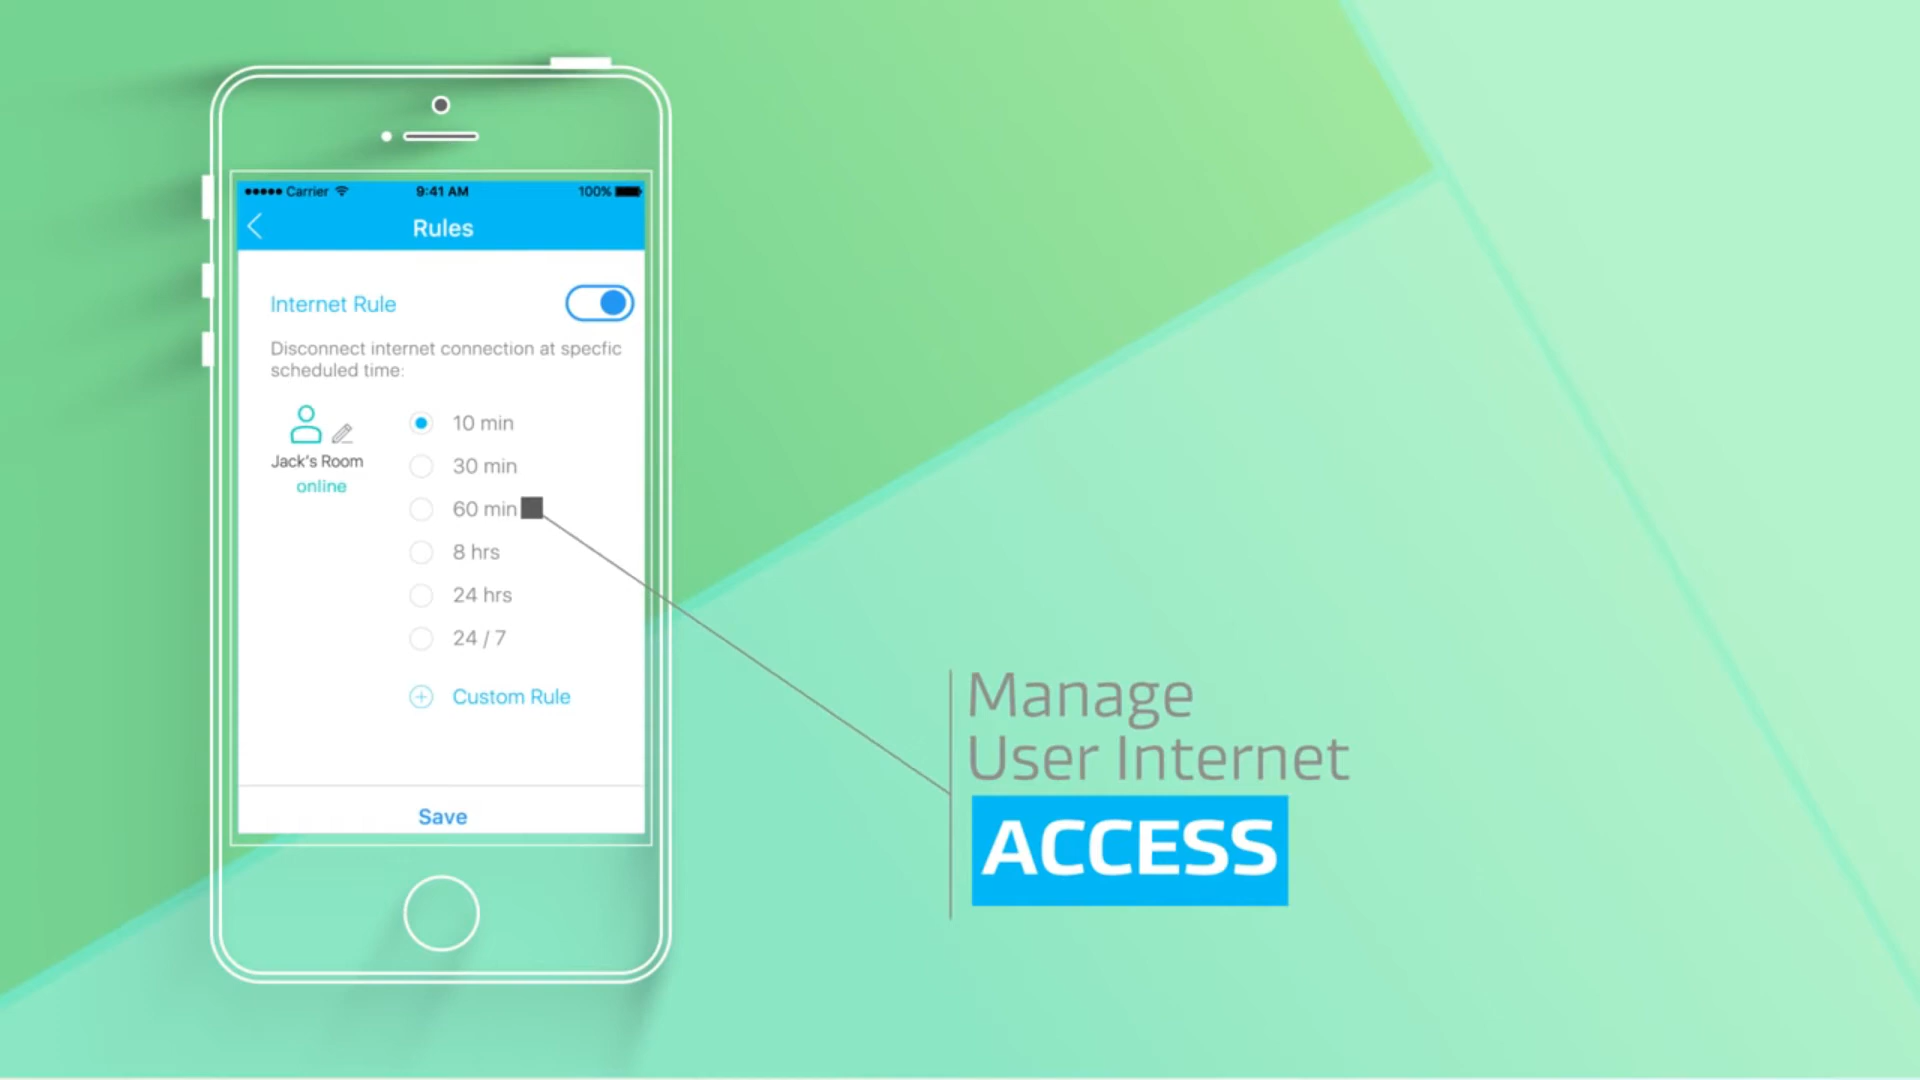 Carrier 9:41 AM 100%
Rules
Internet Rule
Disconnect internet connection at specfic
scheduled time:
Jack's Room
online
10 min
30 min
60 min
8 hrs
24 hrs
24 / 7
Custom Rule
Save
Manage
User Internet
ACCESS